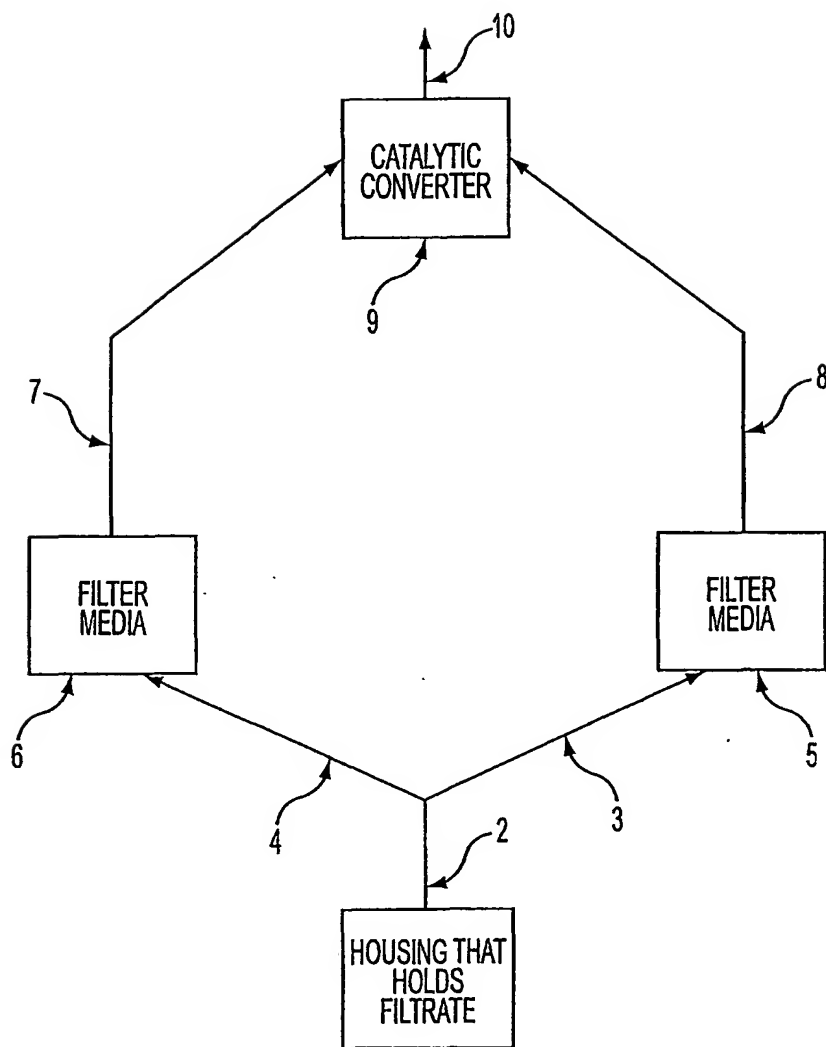 10
CATALYTIC
CONVERTER
9
7
8
FILTER
MEDIA
FILTER
MEDIA
6
5
4
3
2
HOUSING THAT
HOLDS
FILTRATE